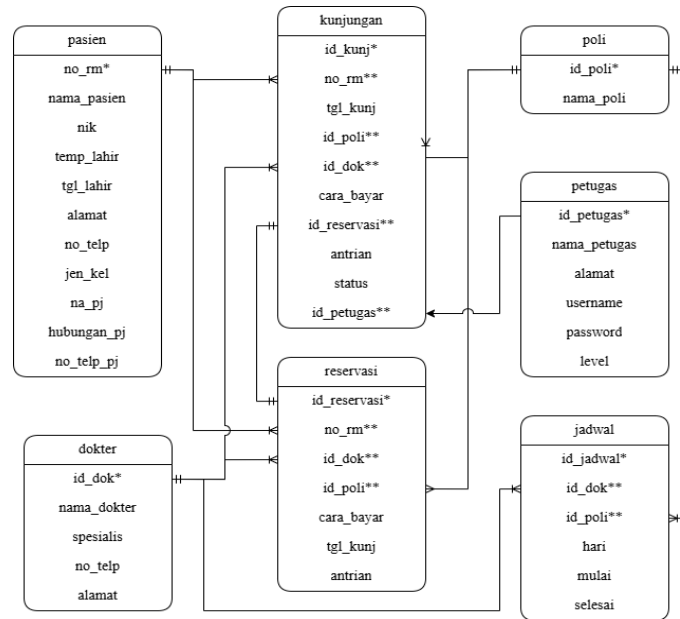 pasien
no_rm*
nama_pasien
nik
temp_lahir
tgl_lahir
alamat
no_telp
jen_kel
na_pj
hubungan_pj
no_telp_pj
kunjungan
id_kunj*
no_rm**
tgl_kunj
id_poli**
id_dok**
cara_bayar
id_reservasi**
antrian
status
id_petugas**
poli
id_poli*
nama_poli
petugas
id_petugas*
nama_petugas
alamat
username
password
level
dokter
id_dok*
nama_dokter
spesialis
no_telp
alamat
reservasi
id_reservasi*
no_rm**
id_dok**
id_poli**
cara_bayar
tgl_kunj
antrian
jadwal
id_jadwal*
id_dok**
id_poli**
hari
mulai
selesai